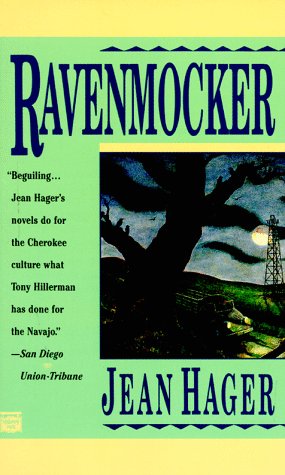 RAVENMOCKER
"Beguiling...
Jean Hager's
novels do for
the Cherokee
culture what
Tony Hillerman
has done for
the Navajo."
—San Diego
Union-Tribune
JEAN HAGER